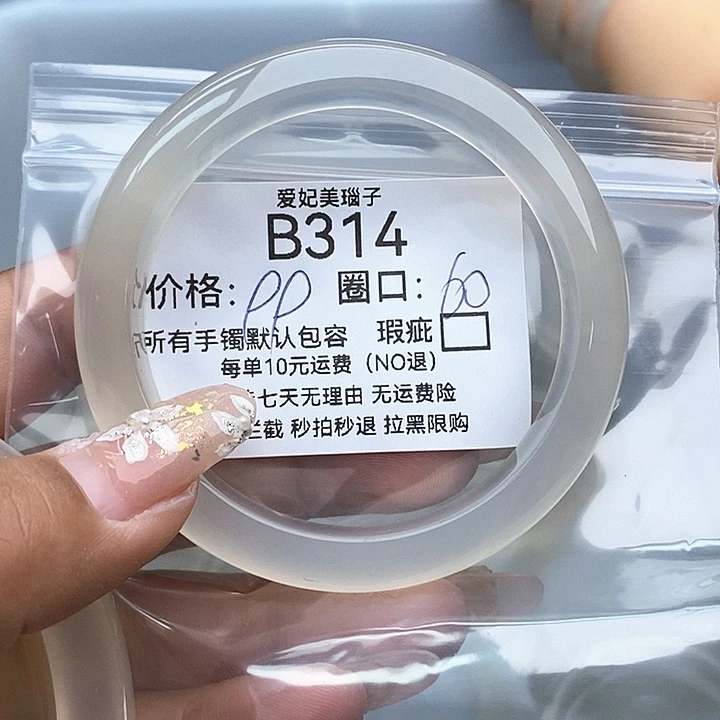 爱妃美瑙子
B314
价格：PP 圈口：60
所有手镯默认包容 瑕疵
每单10元运费（NO退）
七天无理由 无运费险
拦截 秒拍秒退 拉黑限购